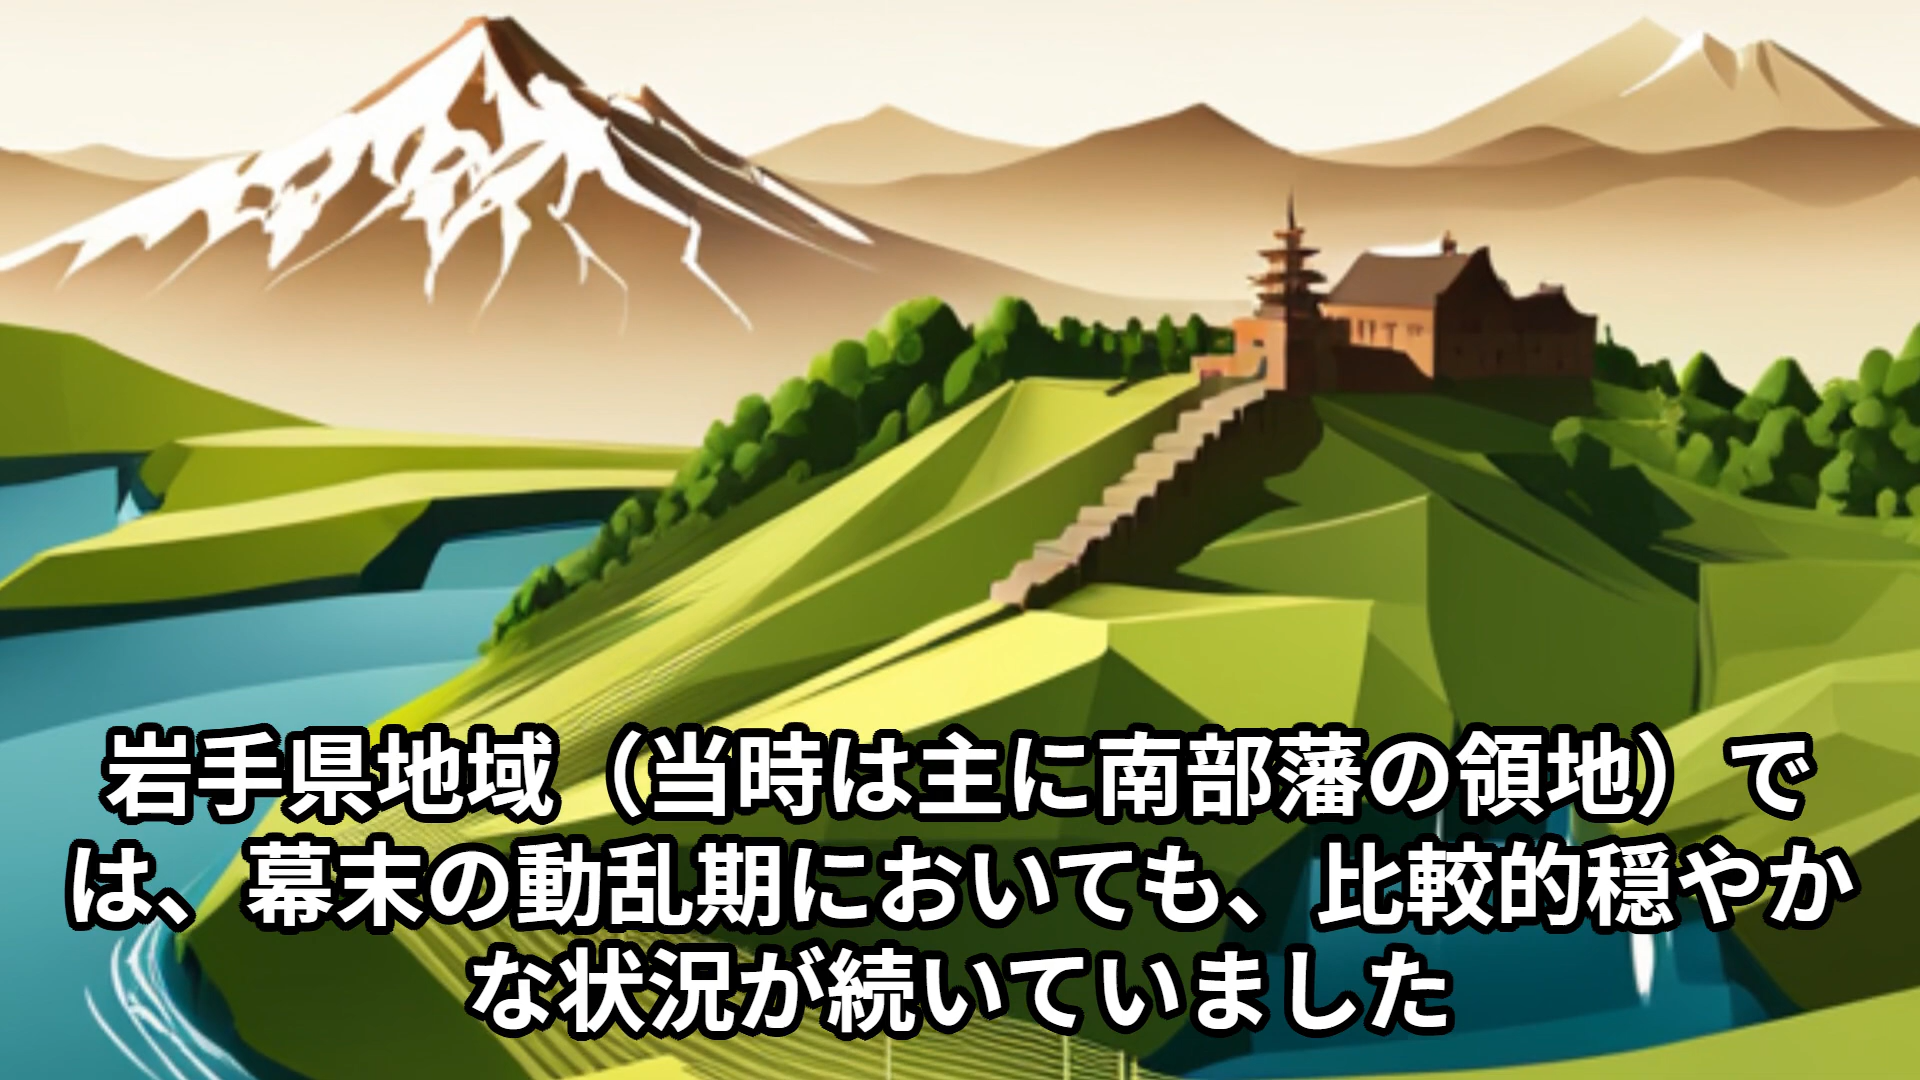 岩手県地域（当時は主に南部藩の領地）で
は、幕末の動乱期においても、比較的穏やか
な状況が続いていました